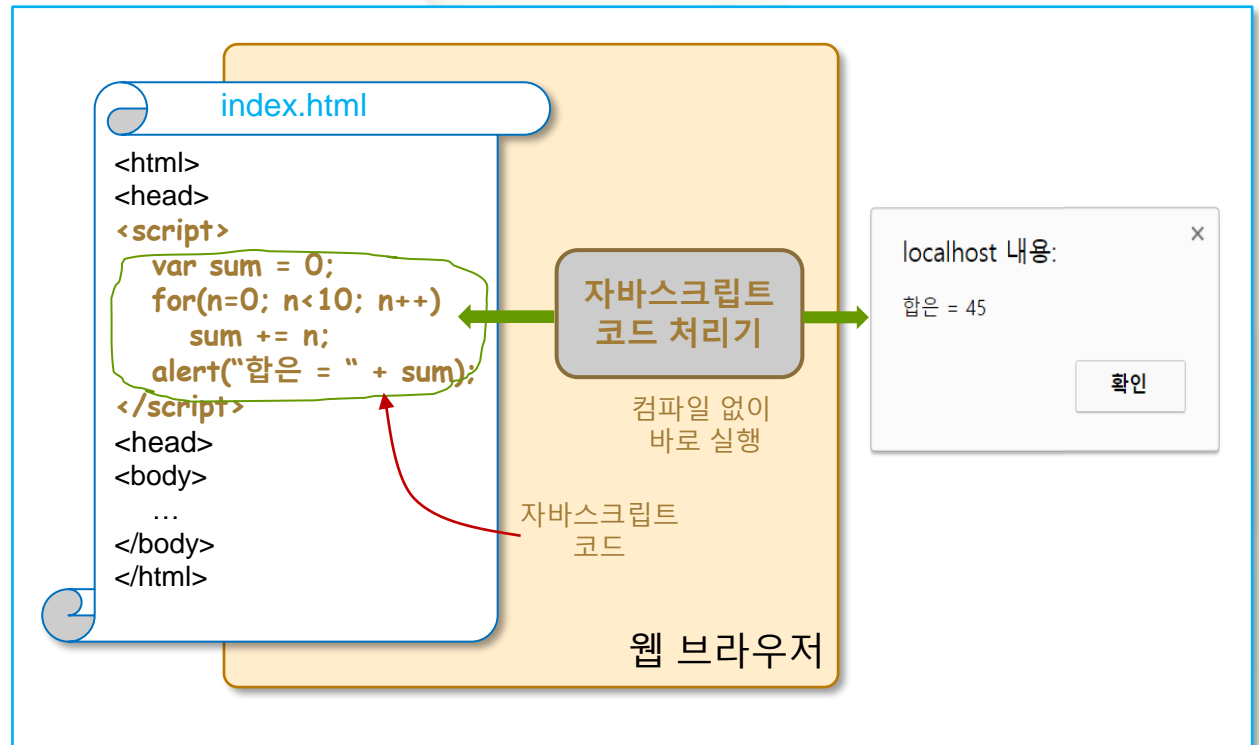 index.html
<html>
<head>
<script>
var sum = 0;
for(n=0; n<10; n++)
sum += n;
alert(“합은 = “ + sum);
</script>
<head>
<body>
…
</body>
</html>
자바스크립트
코드 처리기
컴파일 없이
바로 실행
자바스크립트
코드
웹 브라우저
localhost 내용:
×
합은 = 45
확인